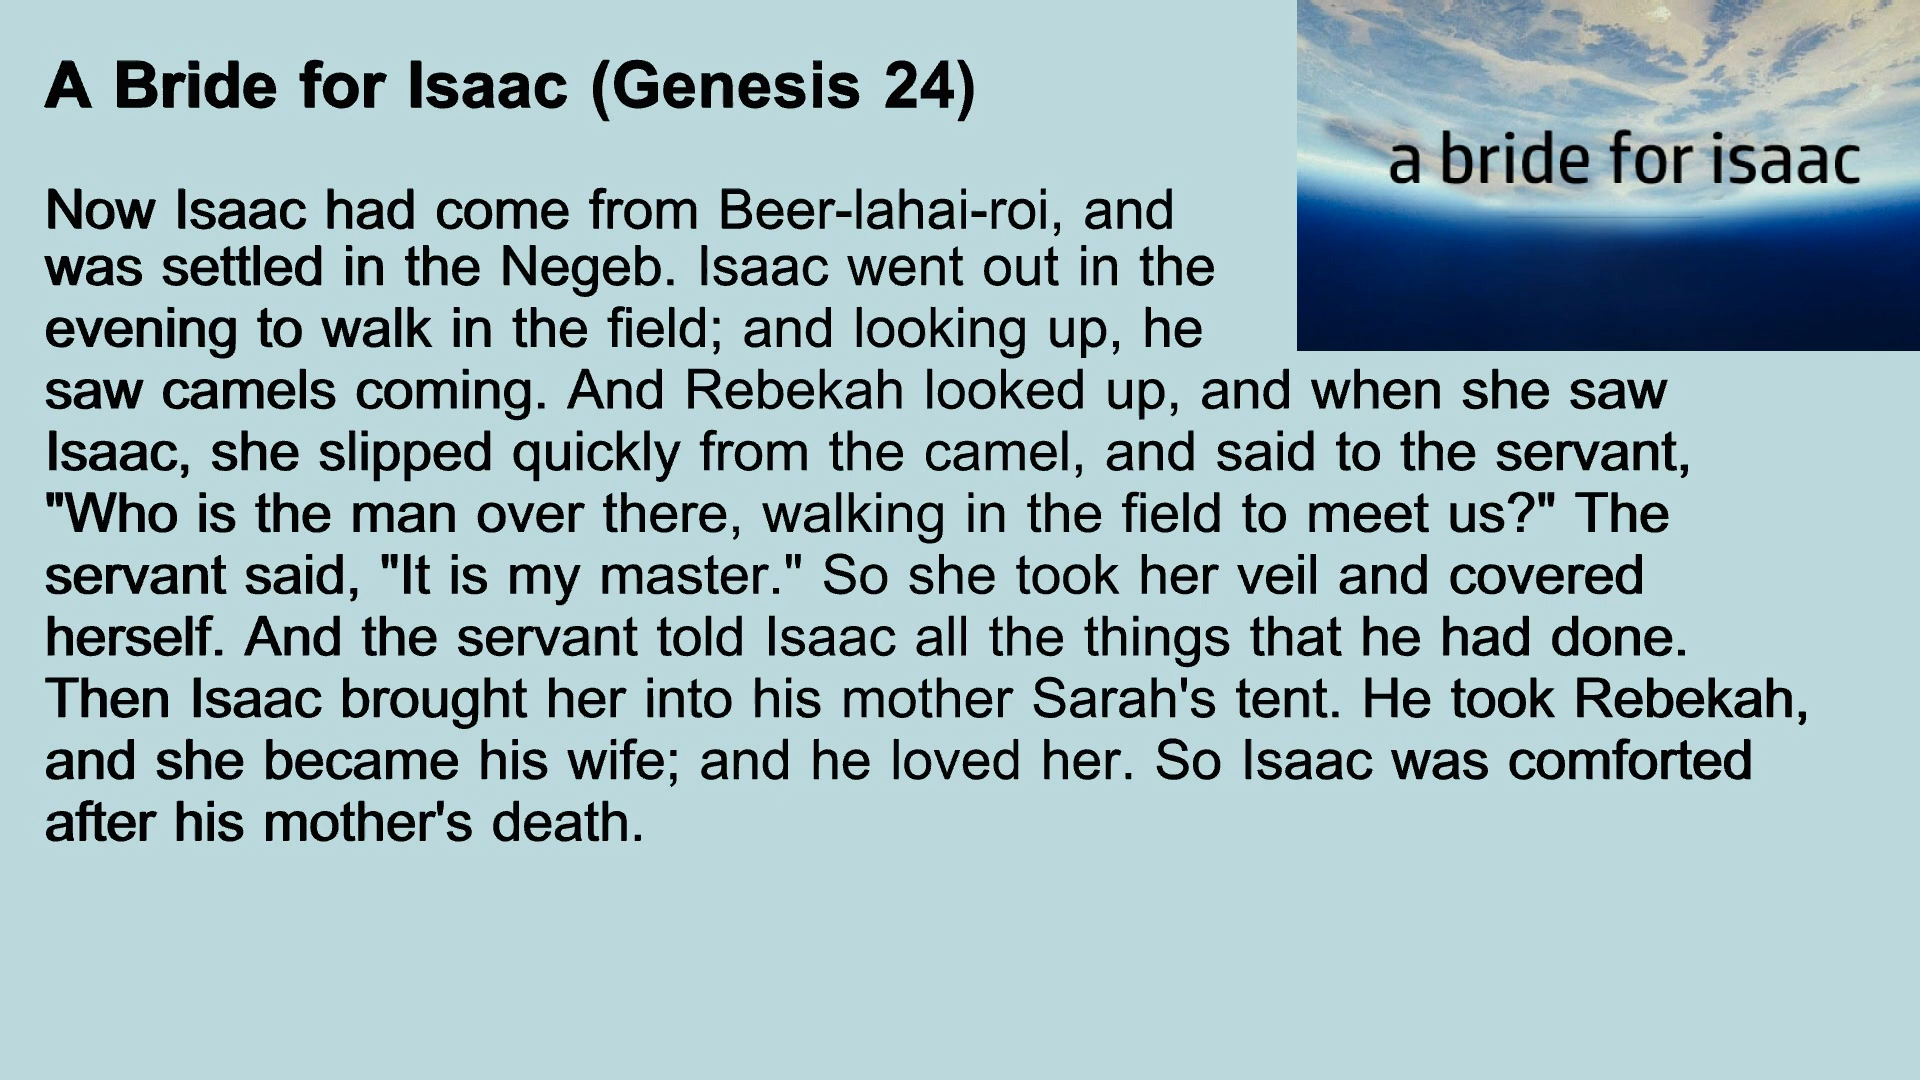 A Bride for Isaac (Genesis 24)
a bride for isaac
Now Isaac had come from Beer-lahai-roi, and
was settled in the Negeb. Isaac went out in the
evening to walk in the field; and looking up, he
saw camels coming. And Rebekah looked up, and when she saw
Isaac, she slipped quickly from the camel, and said to the servant,
"Who is the man over there, walking in the field to meet us?" The
servant said, "It is my master." So she took her veil and covered
herself. And the servant told Isaac all the things that he had done.
Then Isaac brought her into his mother Sarah's tent. He took Rebekah,
and she became his wife; and he loved her. So Isaac was comforted
after his mother's death.